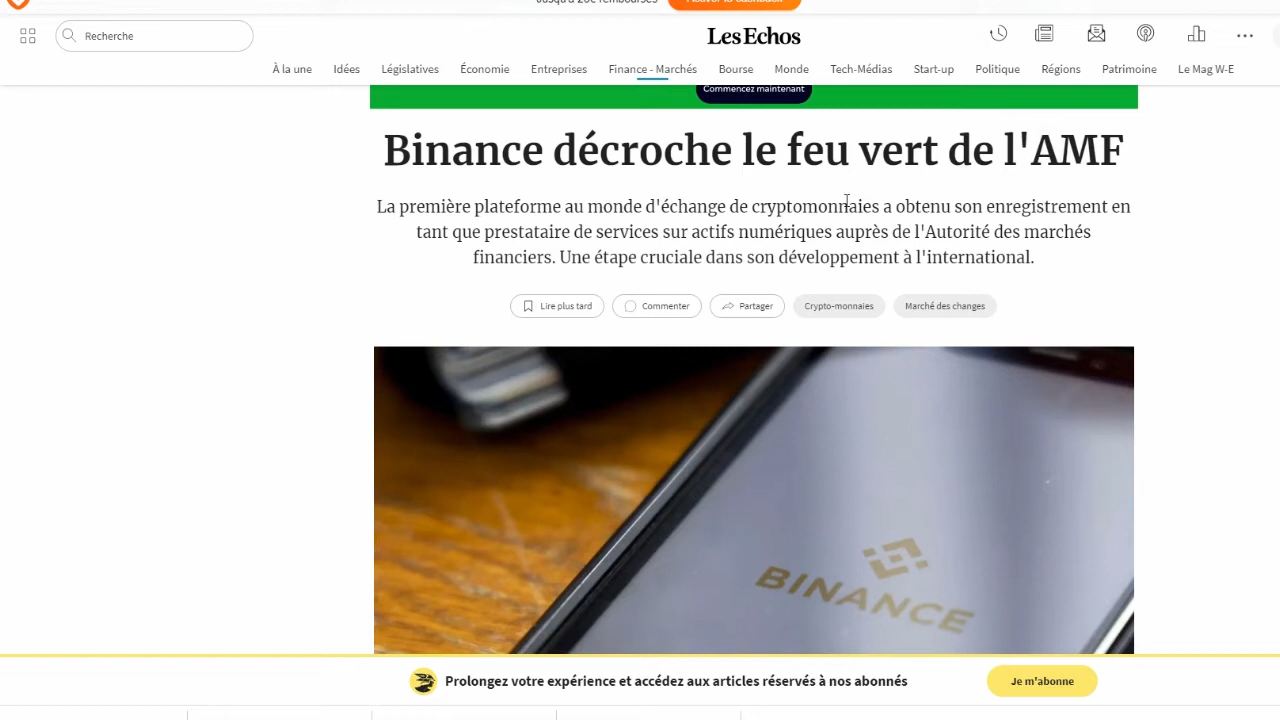 Jusqu'à 20€ remboursés
Recherche
Les Echos
À la une Idées Législatives Économie Entreprises Finance - Marchés Bourse Monde Tech-Médias Start-up Politique Régions Patrimoine Le Mag W-E
Commencez maintenant
Binance décroche le feu vert de l'AMF
La première plateforme au monde d'échange de cryptomonnaies a obtenu son enregistrement en
tant que prestataire de services sur actifs numériques auprès de l'Autorité des marchés
financiers. Une étape cruciale dans son développement à l'international.
Lire plus tard Commenter Partager Crypto-monnaies Marché des changes
BINANCE
Prolongez votre expérience et accédez aux articles réservés à nos abonnés
Je m'abonne